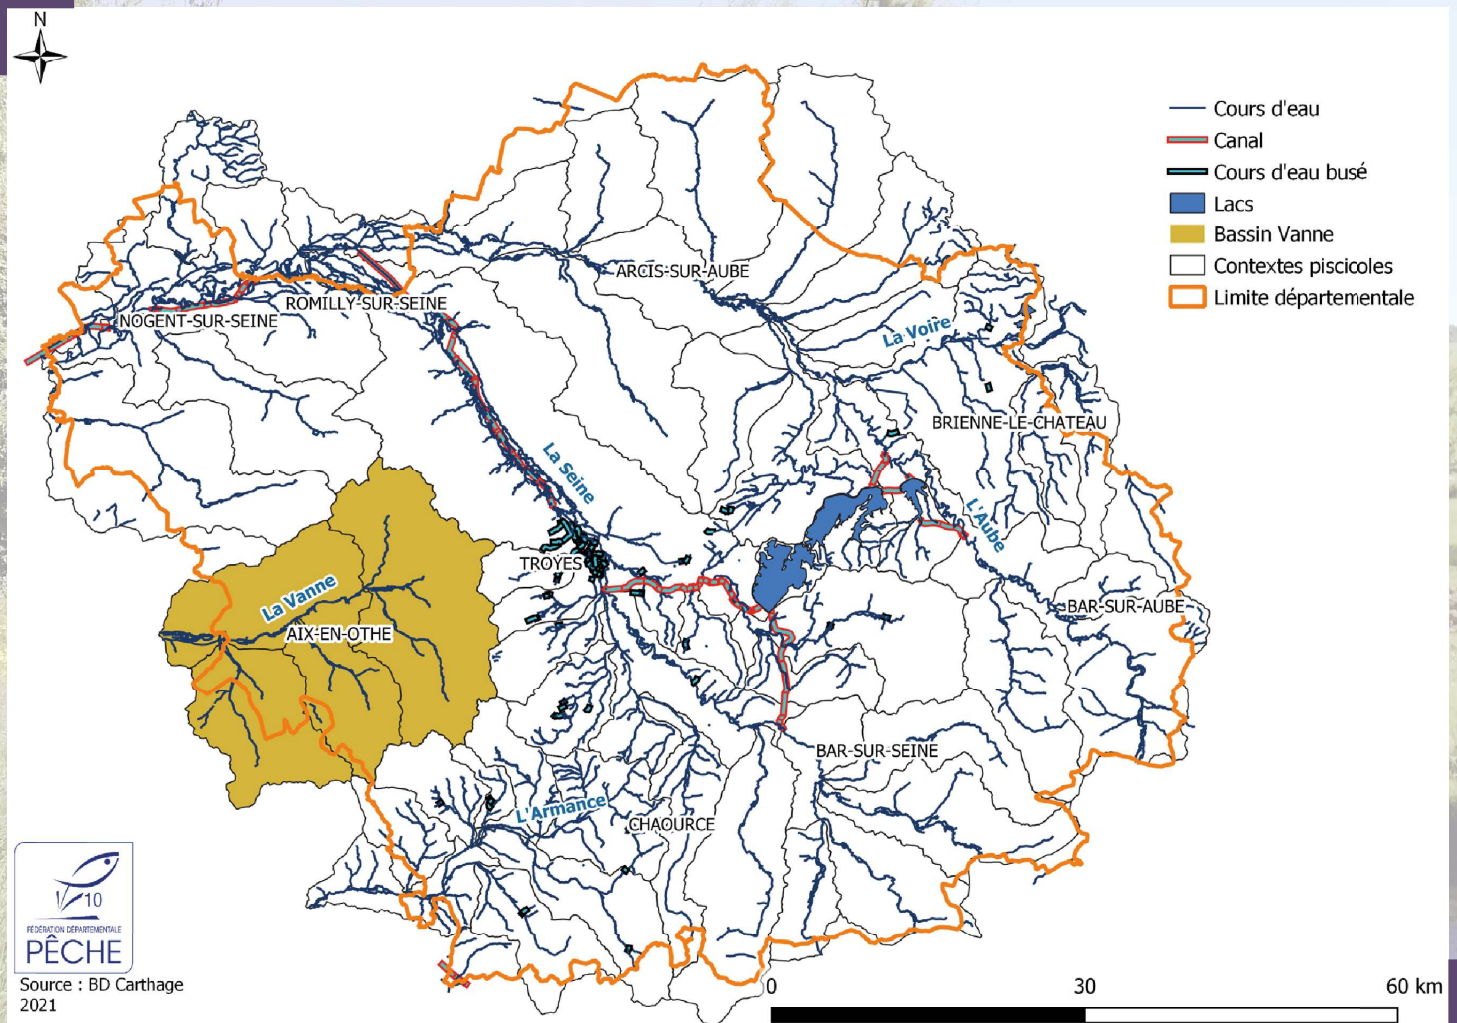 N
Cours d'eau
Canal
Cours d'eau busé
Lacs
Bassin Vanne
Contextes piscicoles
Limite départementale
ARCIS-SUR-AUBE
ROMILLY-SUR-SEINE
NOGENT-SUR-SEINE
La Voire
BRIENNE-LE-CHATEAU
La Seine
L'Aube
TROYES
La Vanne
BAR-SUR-AUBE
AIX-EN-OTHE
BAR-SUR-SEINE
L'Armance
CHAOURCE
10
FÉDÉRATION DÉPARTEMENTALE
PÊCHE
Source : BD Carthage
2021
0 30 60 km